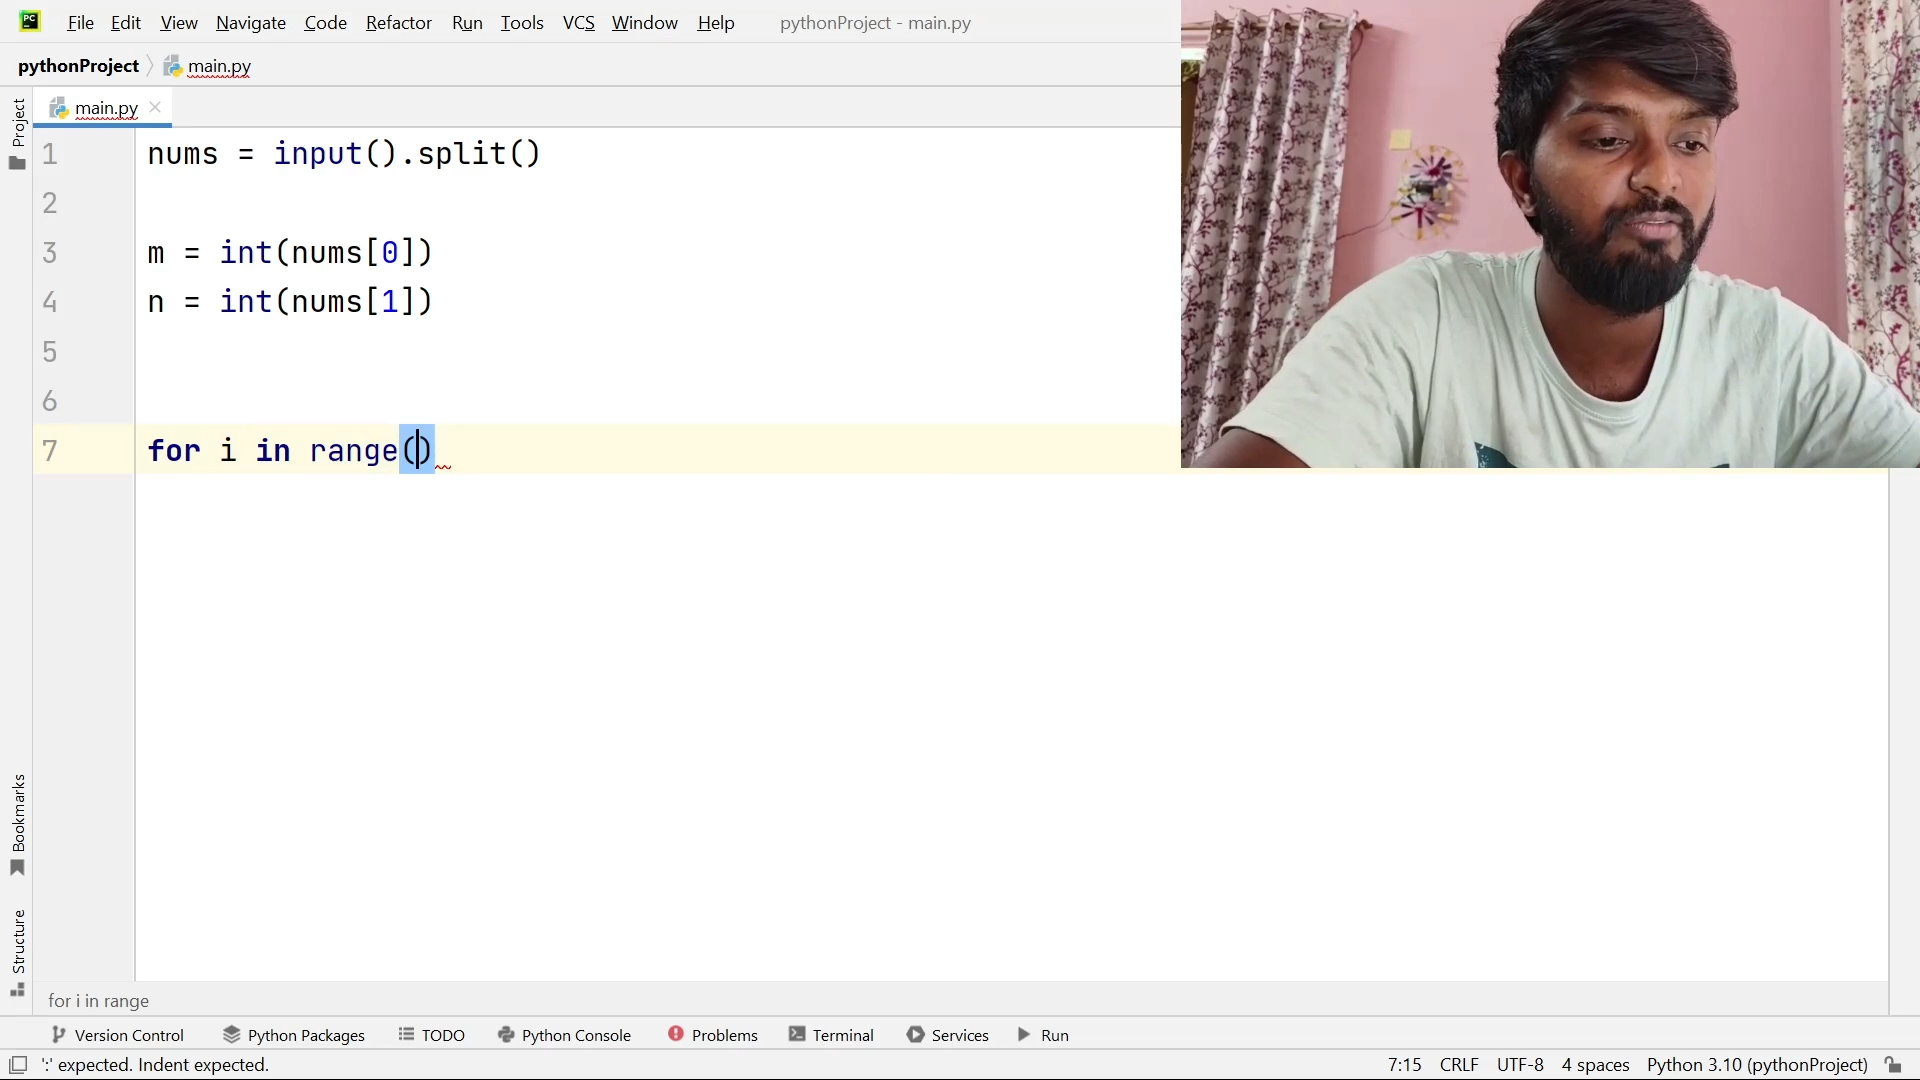 PC File Edit View Navigate Code Refactor Run Tools VCS Window Help pythonProject - main.py
pythonProject main.py
main.py
Project
1 nums = input().split()
2
3 m = int(nums[0])
4 n = int(nums[1])
5
6
7 for i in range()
Bookmarks
Structure
for i in range
Version Control Python Packages TODO Python Console Problems Terminal Services Run
':' expected. Indent expected. 7:15 CRLF UTF-8 4 spaces Python 3.10 (pythonProject)